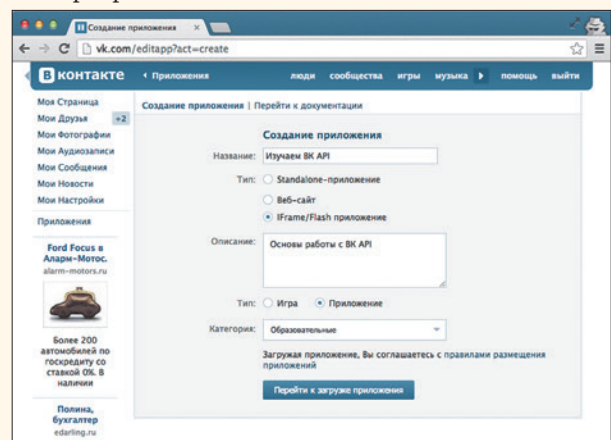 Создание приложения
vk.com/editapp?act=create
В контакте
Приложения
люди сообщества игры музыка помощь выйти
Моя Страница
Мои Друзья +2
Мои Фотографии
Мои Аудиозаписи
Мои Сообщения
Мои Новости
Мои Настройки
Приложения
Ford Focus в
Аларм-Мотос.
alarm-motors.ru
Более 200
автомобилей по
госкредиту со
ставкой 0%. В
наличии
Полина,
бухгалтер
edarling.ru
Создание приложения | Перейти к документации
Создание приложения
Название: Изучаем ВК API
Тип: Standalone-приложение
Веб-сайт
IFrame/Flash приложение
Описание: Основы работы с ВК API
Тип: Игра Приложение
Категория: Образовательные
Загружая приложение, Вы соглашаетесь с правилами размещения
приложений
Перейти к загрузке приложения